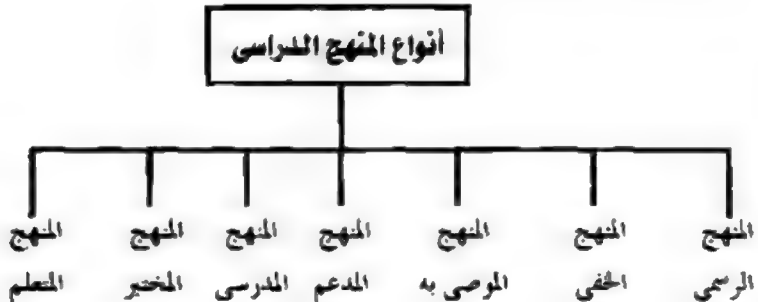 أنواع المنهج الدراسى
المنهج المنهج المنهج المنهج المنهج المنهج المنهج
الرسمى الخفى الموصى به المدعم المدرسى المختبر المتعلم